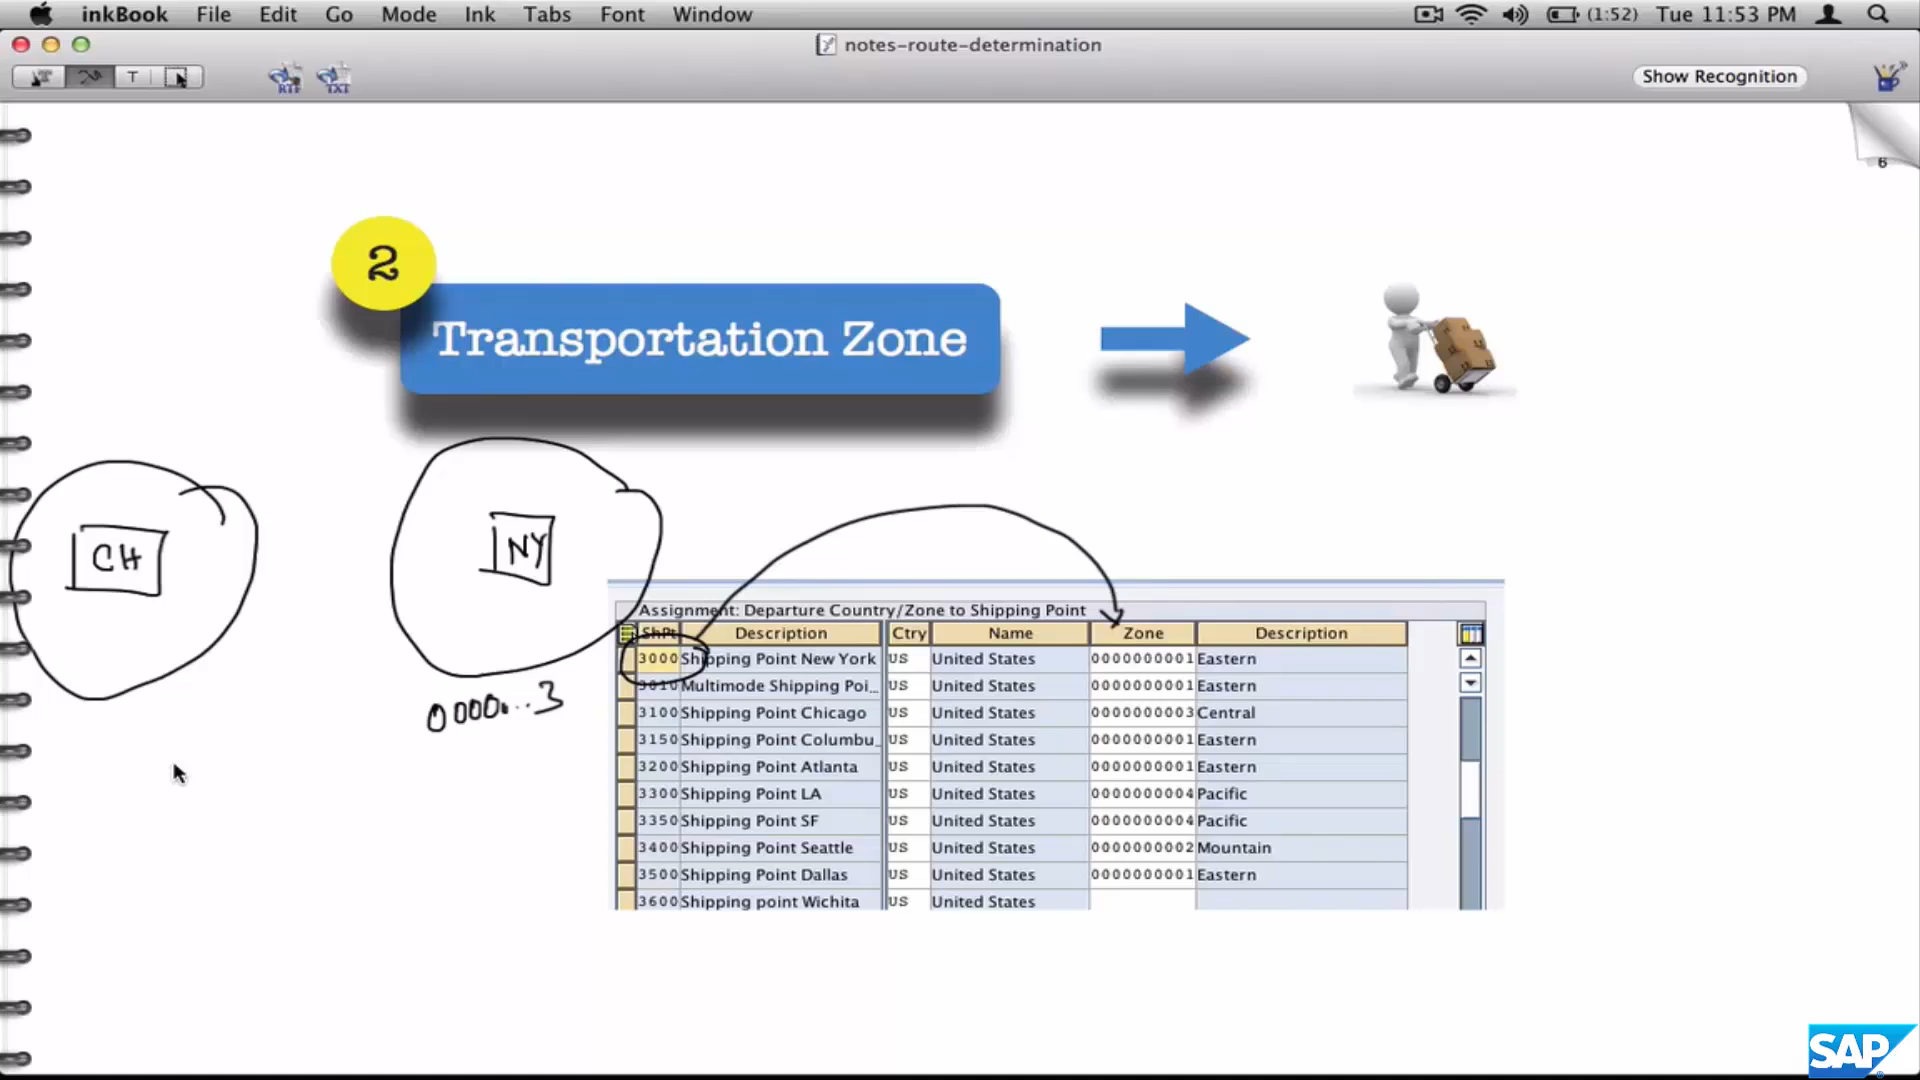 inkBook File Edit Go Mode Ink Tabs Font Window (1:52) Tue 11:53 PM
notes-route-determination
T RTF TXT Show Recognition
6
2
Transportation Zone
CH
NY
0000...3
Assignment: Departure Country/Zone to Shipping Point
ShPt Description Ctry Name Zone Description
3000 Shipping Point New York US United States 0000000001 Eastern
3010 Multimode Shipping Poi... US United States 0000000001 Eastern
3100 Shipping Point Chicago US United States 0000000003 Central
3150 Shipping Point Columbu... US United States 0000000001 Eastern
3200 Shipping Point Atlanta US United States 0000000001 Eastern
3300 Shipping Point LA US United States 0000000004 Pacific
3350 Shipping Point SF US United States 0000000004 Pacific
3400 Shipping Point Seattle US United States 0000000002 Mountain
3500 Shipping Point Dallas US United States 0000000001 Eastern
3600 Shipping point Wichita US United States
SAP